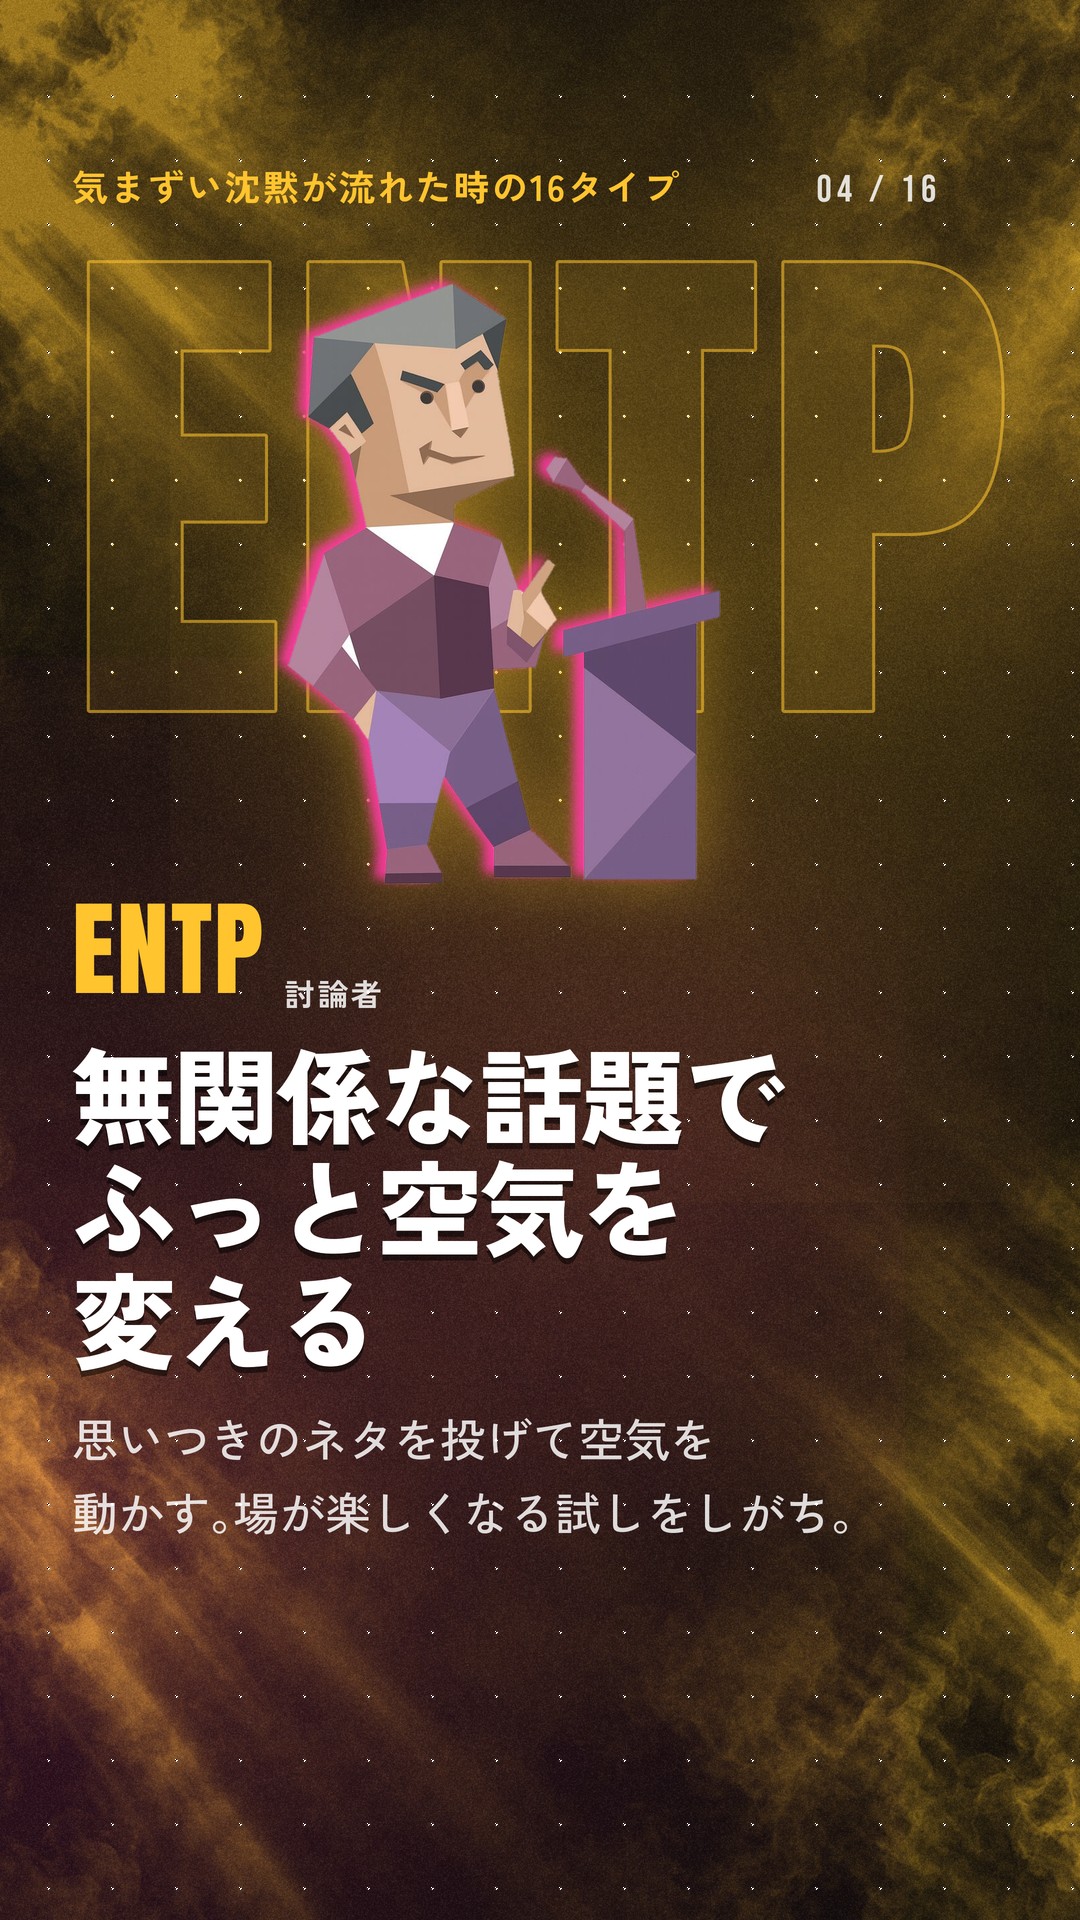 気まずい沈黙が流れた時の16タイプ
04 / 16
ENTP
ENTP
討論者
無関係な話題で
ふっと空気を
変える
思いつきのネタを投げて空気を
動かす。場が楽しくなる試しをしがち。